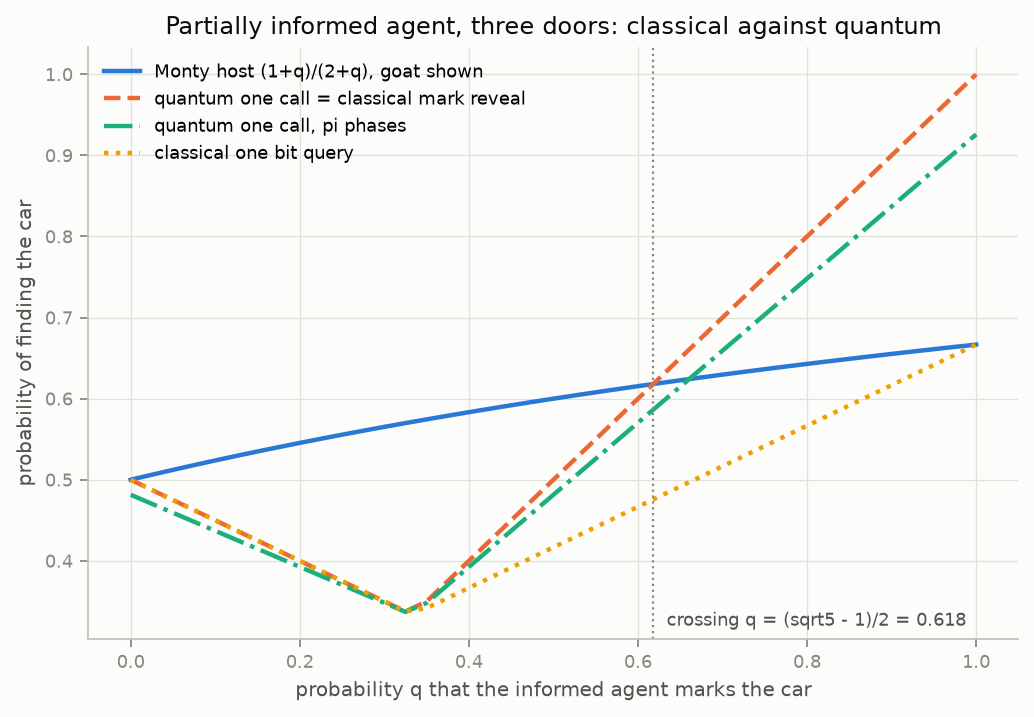 Partially informed agent, three doors: classical against quantum
Monty host (1+q)/(2+q), goat shown
quantum one call = classical mark reveal
quantum one call, pi phases
classical one bit query
probability of finding the car
1.0
0.9
0.8
0.7
0.6
0.5
0.4
crossing q = (sqrt5 - 1)/2 = 0.618
0.0 0.2 0.4 0.6 0.8 1.0
probability q that the informed agent marks the car